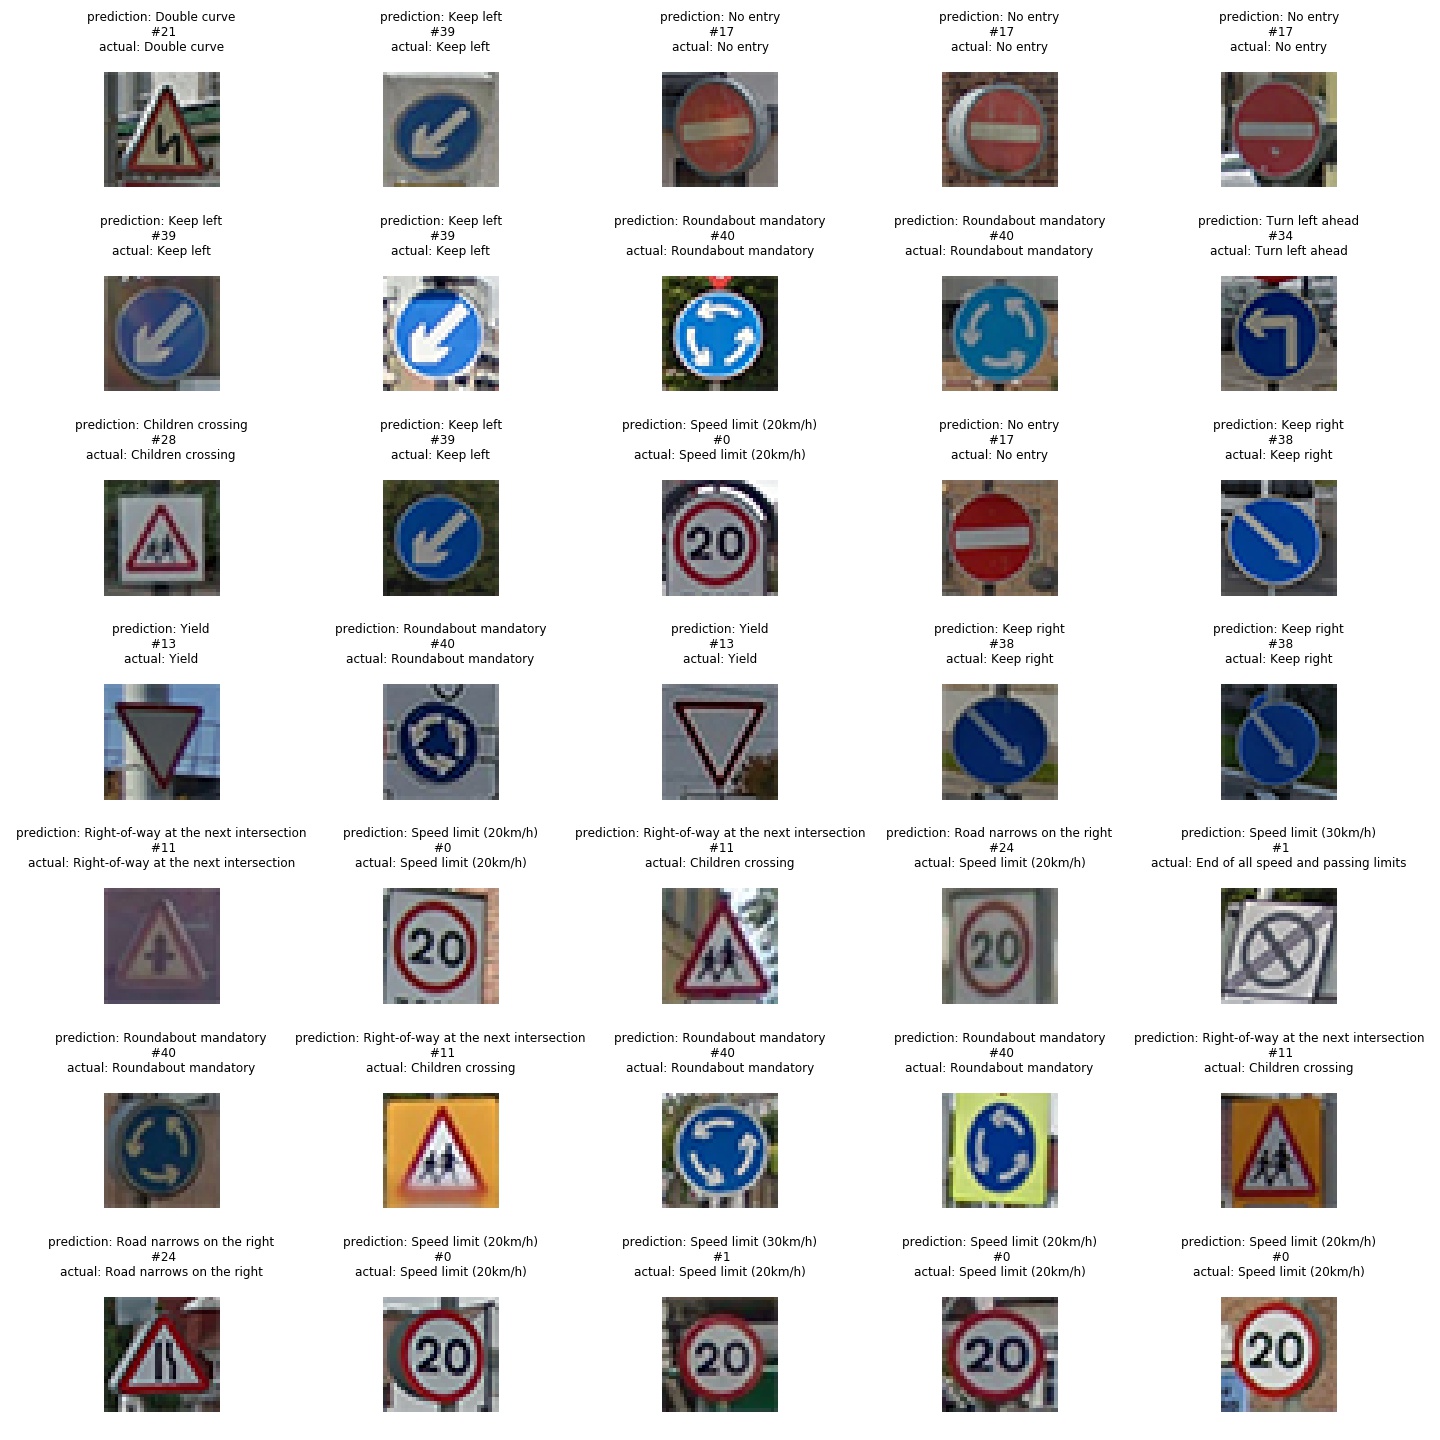 prediction: Double curve
#21
actual: Double curve
prediction: Keep left
#39
actual: Keep left
prediction: No entry
#17
actual: No entry
prediction: No entry
#17
actual: No entry
prediction: No entry
#17
actual: No entry
prediction: Keep left
#39
actual: Keep left
prediction: Keep left
#39
actual: Keep left
prediction: Roundabout mandatory
#40
actual: Roundabout mandatory
prediction: Roundabout mandatory
#40
actual: Roundabout mandatory
prediction: Turn left ahead
#34
actual: Turn left ahead
prediction: Children crossing
#28
actual: Children crossing
prediction: Keep left
#39
actual: Keep left
prediction: Speed limit (20km/h)
#0
actual: Speed limit (20km/h)
20
prediction: No entry
#17
actual: No entry
prediction: Keep right
#38
actual: Keep right
prediction: Yield
#13
actual: Yield
prediction: Roundabout mandatory
#40
actual: Roundabout mandatory
prediction: Yield
#13
actual: Yield
prediction: Keep right
#38
actual: Keep right
prediction: Keep right
#38
actual: Keep right
prediction: Right-of-way at the next intersection
#11
actual: Right-of-way at the next intersection
prediction: Speed limit (20km/h)
#0
actual: Speed limit (20km/h)
20
prediction: Right-of-way at the next intersection
#11
actual: Children crossing
prediction: Road narrows on the right
#24
actual: Speed limit (20km/h)
20
prediction: Speed limit (30km/h)
#1
actual: End of all speed and passing limits
prediction: Roundabout mandatory
#40
actual: Roundabout mandatory
prediction: Right-of-way at the next intersection
#11
actual: Children crossing
prediction: Roundabout mandatory
#40
actual: Roundabout mandatory
prediction: Roundabout mandatory
#40
actual: Roundabout mandatory
prediction: Right-of-way at the next intersection
#11
actual: Children crossing
prediction: Road narrows on the right
#24
actual: Road narrows on the right
prediction: Speed limit (20km/h)
#0
actual: Speed limit (20km/h)
20
prediction: Speed limit (30km/h)
#1
actual: Speed limit (20km/h)
20
prediction: Speed limit (20km/h)
#0
actual: Speed limit (20km/h)
20
prediction: Speed limit (20km/h)
#0
actual: Speed limit (20km/h)
20